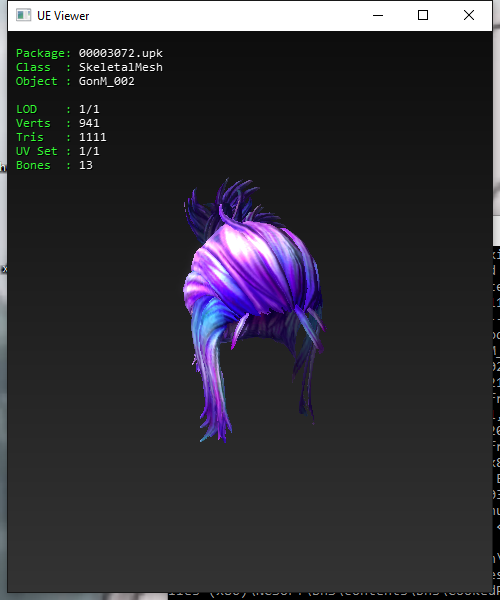 UE Viewer
Package: 00003072.upk
Class : SkeletalMesh
Object : GonM_002
LOD : 1/1
Verts : 941
Tris : 1111
UV Set : 1/1
Bones : 13